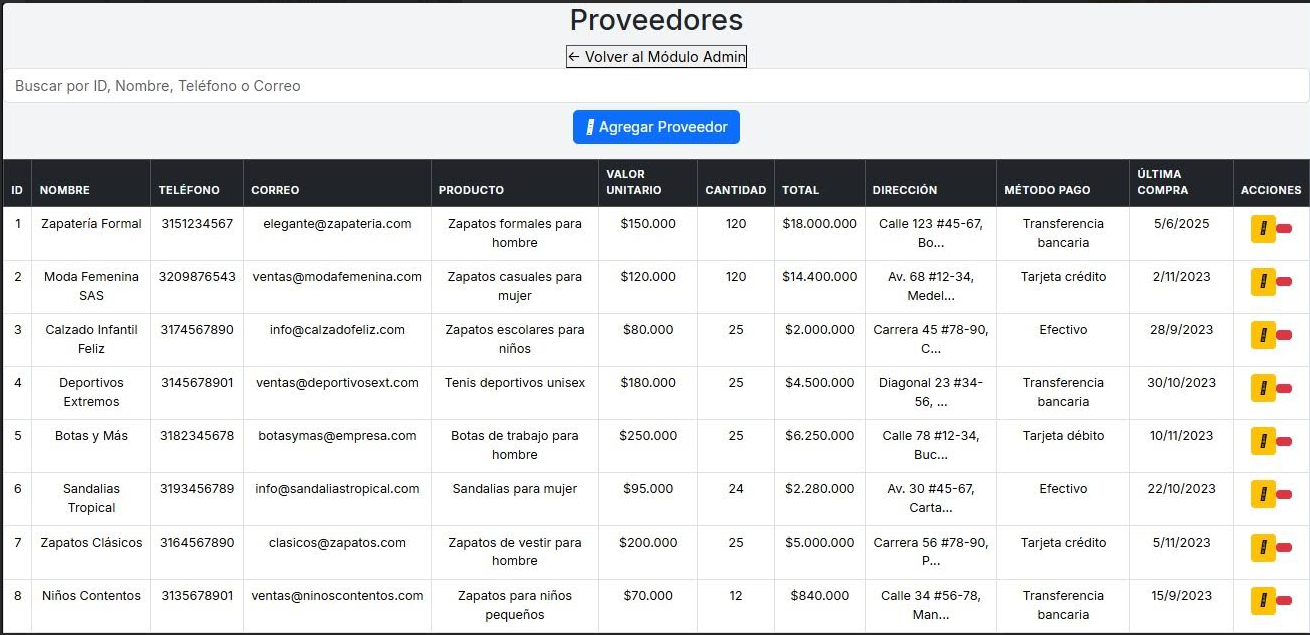 Proveedores
← Volver al Módulo Admin
Buscar por ID, Nombre, Teléfono o Correo
Agregar Proveedor
VALOR ÚLTIMA
ID NOMBRE TELÉFONO CORREO PRODUCTO UNITARIO CANTIDAD TOTAL DIRECCIÓN MÉTODO PAGO COMPRA ACCIONES
1 Zapatería Formal 3151234567 elegante@zapateria.com Zapatos formales para $150.000 120 $18.000.000 Calle 123 #45-67, Transferencia 5/6/2025
hombre Bo... bancaria
2 Moda Femenina 3209876543 ventas@modafemenina.com Zapatos casuales para $120.000 120 $14.400.000 Av. 68 #12-34, Tarjeta crédito 2/11/2023
SAS mujer Medel...
3 Calzado Infantil 3174567890 info@calzadofeliz.com Zapatos escolares para $80.000 25 $2.000.000 Carrera 45 #78-90, Efectivo 28/9/2023
Feliz niños C...
4 Deportivos 3145678901 ventas@deportivosext.com Tenis deportivos unisex $180.000 25 $4.500.000 Diagonal 23 #34- Transferencia 30/10/2023
Extremos 56, ... bancaria
5 Botas y Más 3182345678 botasymas@empresa.com Botas de trabajo para $250.000 25 $6.250.000 Calle 78 #12-34, Tarjeta débito 10/11/2023
hombre Buc...
6 Sandalias 3193456789 info@sandaliastropical.com Sandalias para mujer $95.000 24 $2.280.000 Av. 30 #45-67, Efectivo 22/10/2023
Tropical Carta...
7 Zapatos Clásicos 3164567890 clasicos@zapatos.com Zapatos de vestir para $200.000 25 $5.000.000 Carrera 56 #78-90, Tarjeta crédito 5/11/2023
hombre P...
8 Niños Contentos 3135678901 ventas@ninoscontentos.com Zapatos para niños $70.000 12 $840.000 Calle 34 #56-78, Transferencia 15/9/2023
pequeños Man... bancaria